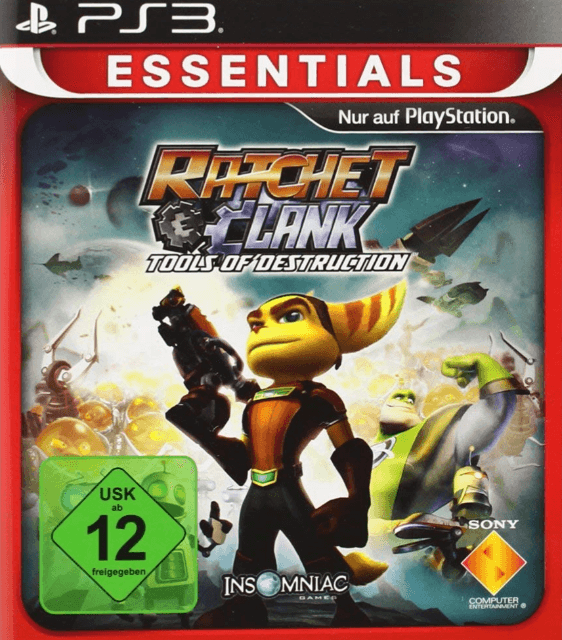 PS3.
ESSENTIALS
Nur auf PlayStation®
RATCHET
& CLANK
TOOLS OF DESTRUCTION
USK
ab
12
freigegeben
INSOMNIAC
GAMES
SONY
COMPUTER
ENTERTAINMENT®